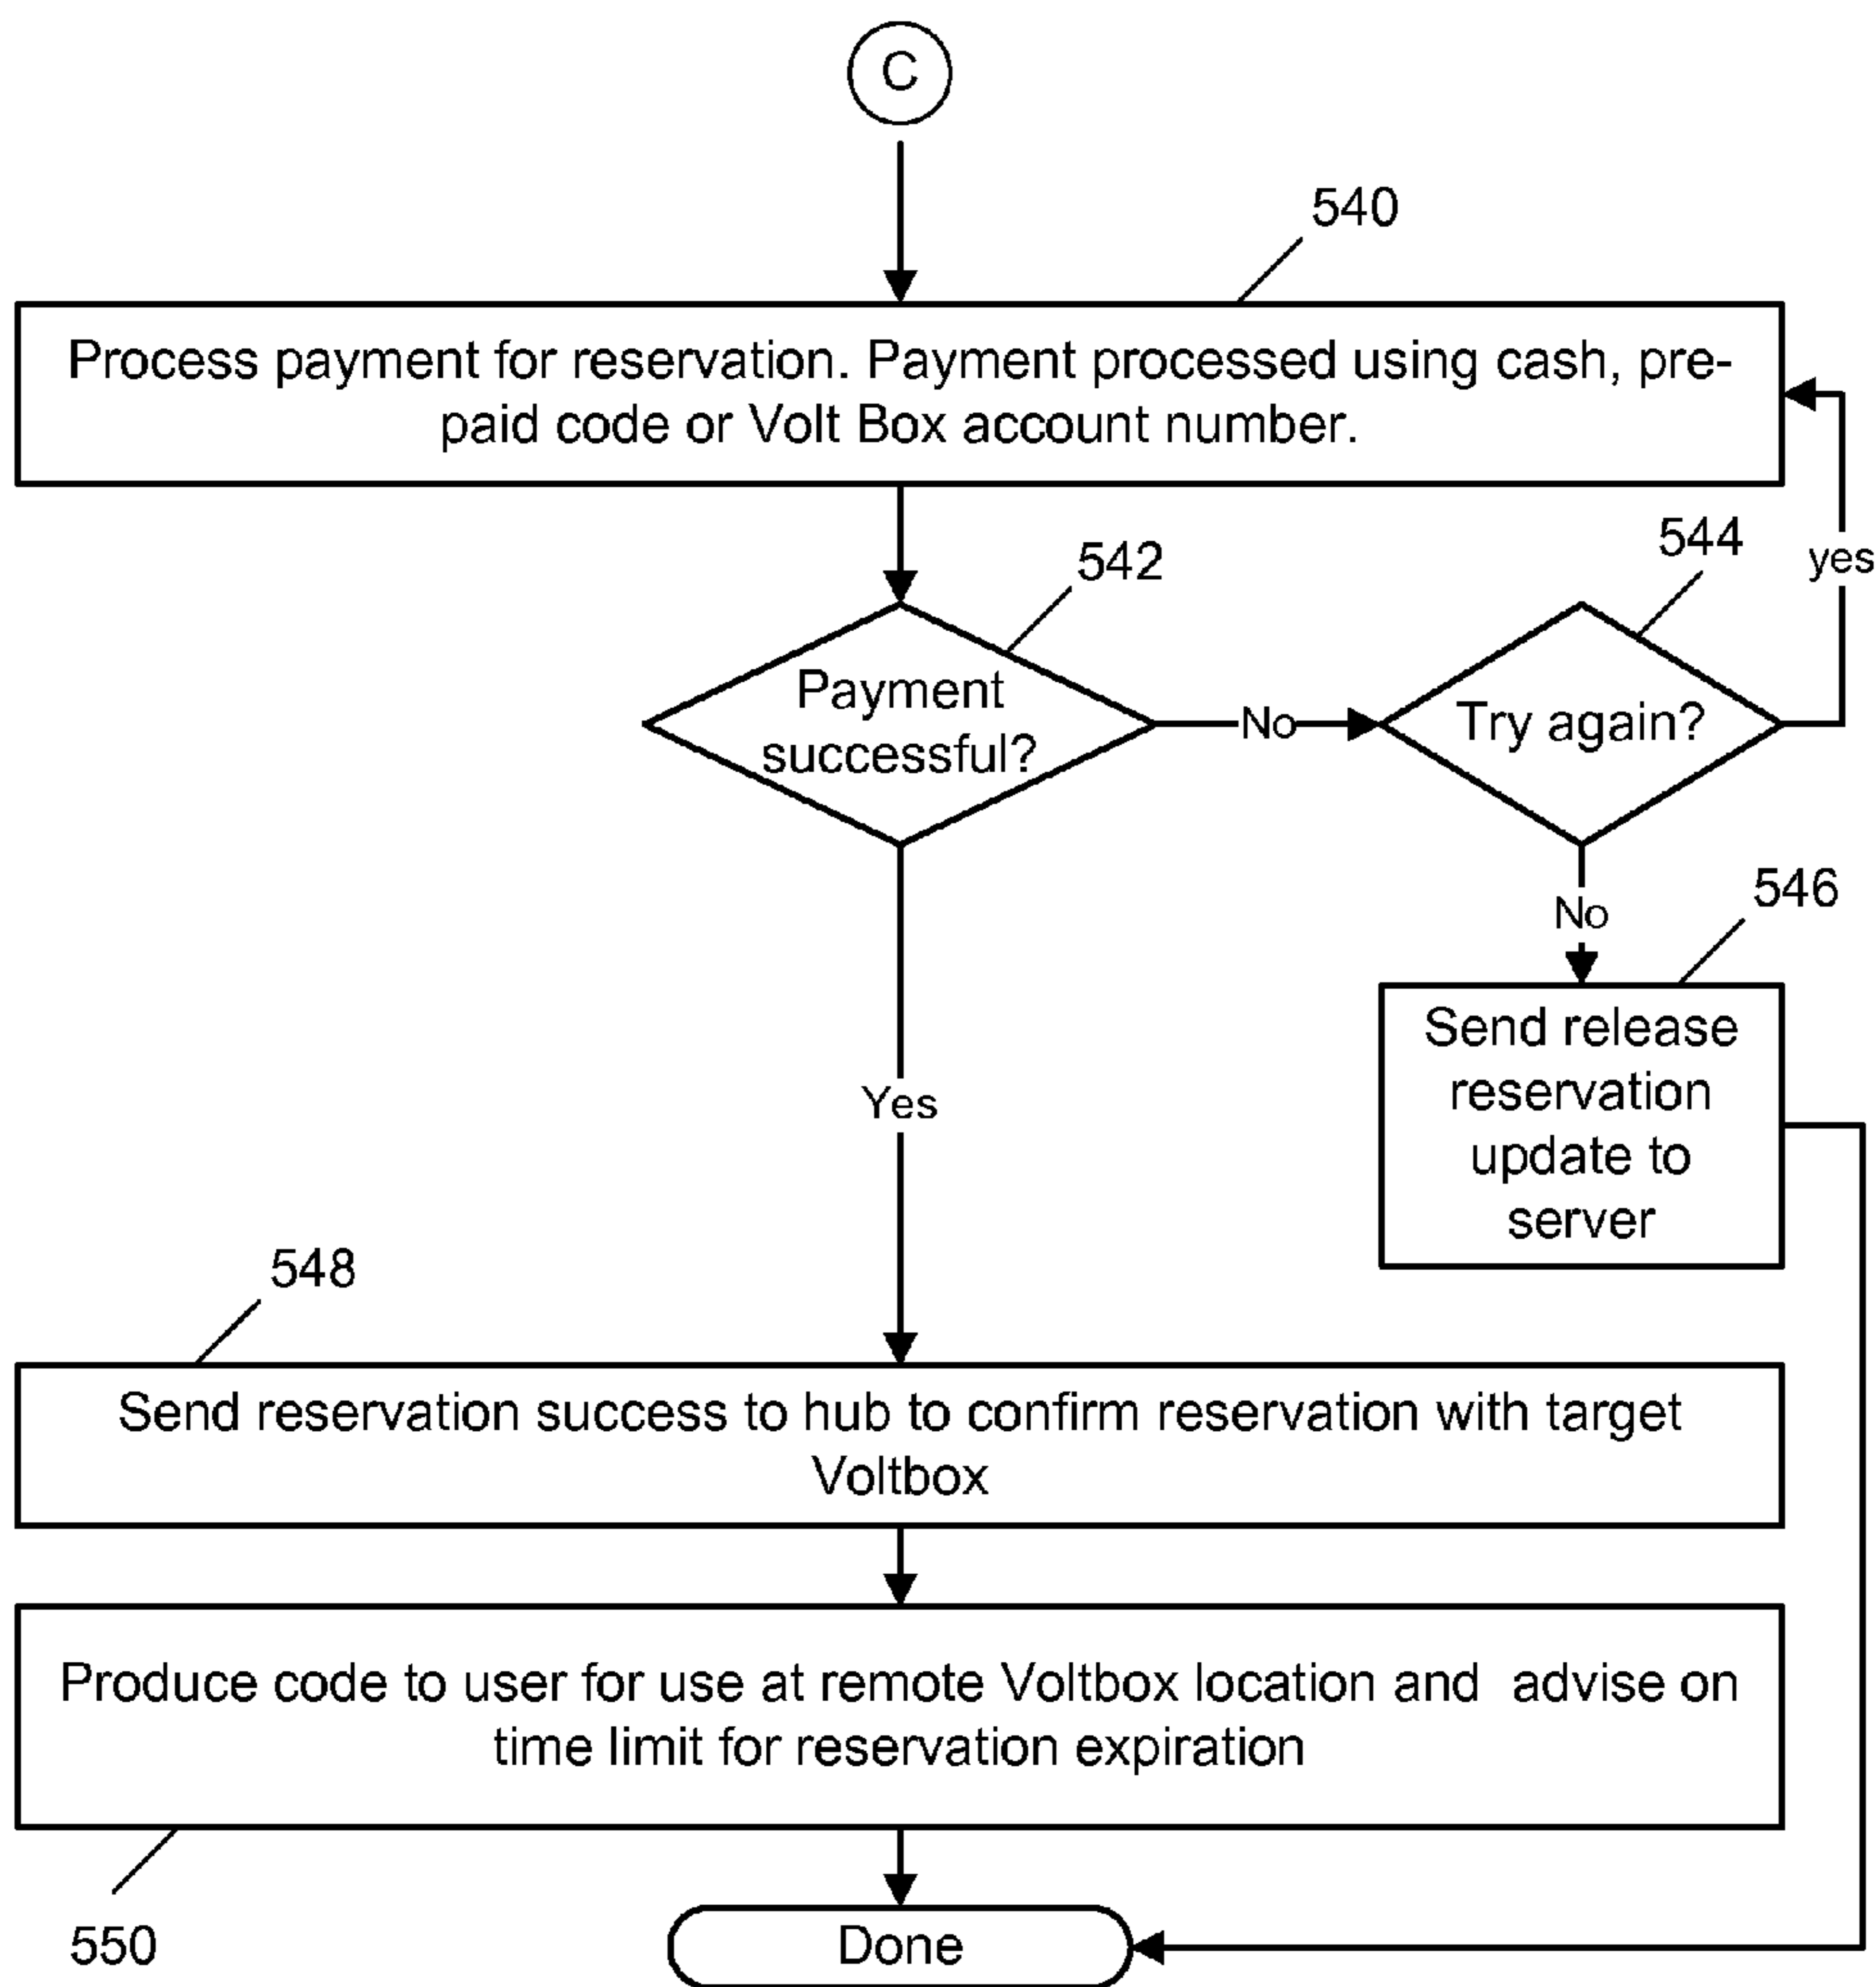 C
540
Process payment for reservation. Payment processed using cash, pre-
paid code or Volt Box account number.
542
544
yes
Payment
successful?
No
Try again?
No
546
Send release
reservation
update to
server
Yes
548
Send reservation success to hub to confirm reservation with target
Voltbox
Produce code to user for use at remote Voltbox location and  advise on
time limit for reservation expiration
550
Done